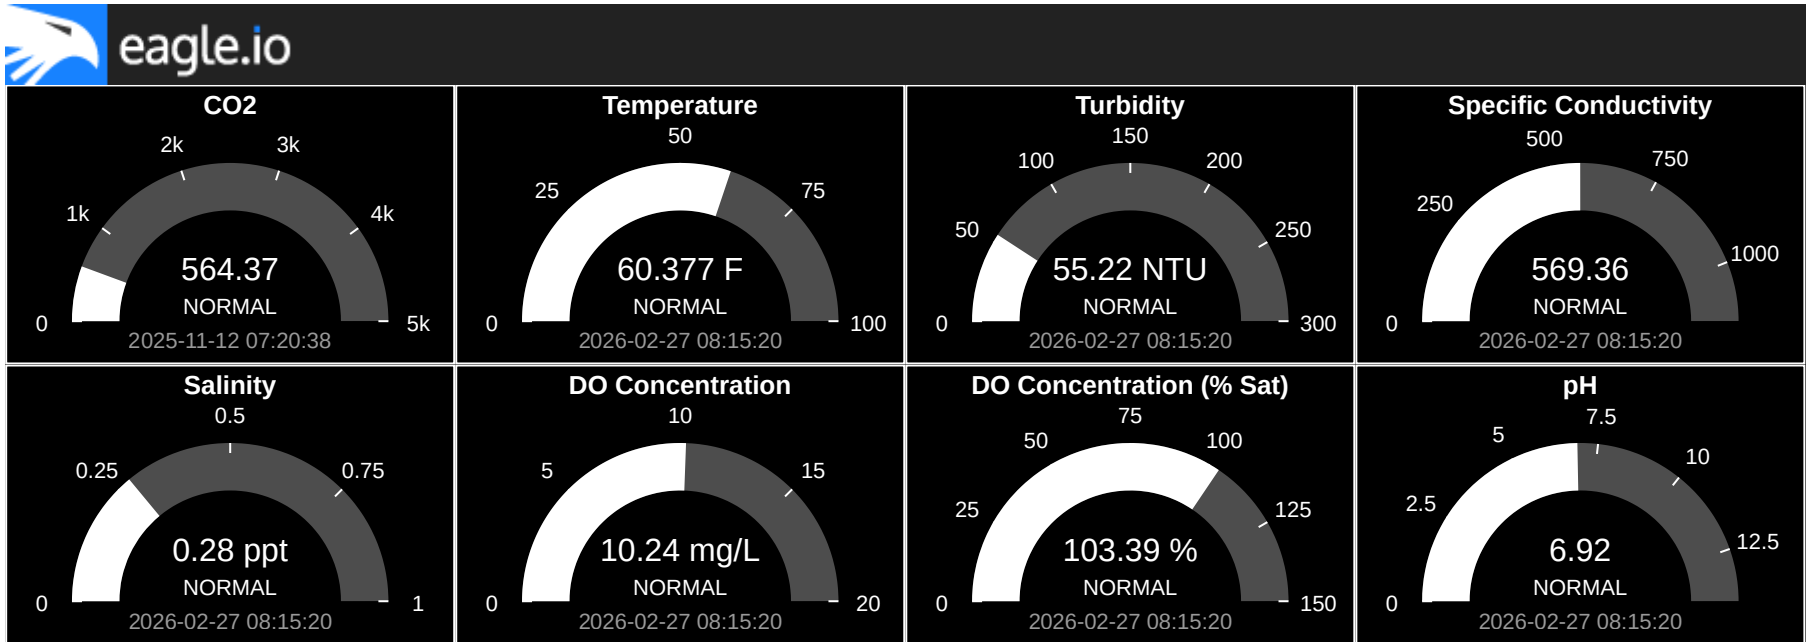 eagle.io
CO2
2k
3k
1k
4k
564.37
NORMAL
0
5k
2025-11-12 07:20:38
Temperature
50
25
75
60.377 F
NORMAL
0
100
2026-02-27 08:15:20
Turbidity
150
100
200
50
250
55.22 NTU
NORMAL
0
300
2026-02-27 08:15:20
Specific Conductivity
500
750
250
1000
569.36
NORMAL
0
2026-02-27 08:15:20
Salinity
0.5
0.25
0.75
0.28 ppt
NORMAL
0
1
2026-02-27 08:15:20
DO Concentration
10
5
15
10.24 mg/L
NORMAL
0
20
2026-02-27 08:15:20
DO Concentration (% Sat)
75
50
100
25
125
103.39 %
NORMAL
0
150
2026-02-27 08:15:20
pH
7.5
5
10
2.5
12.5
6.92
NORMAL
0
2026-02-27 08:15:20